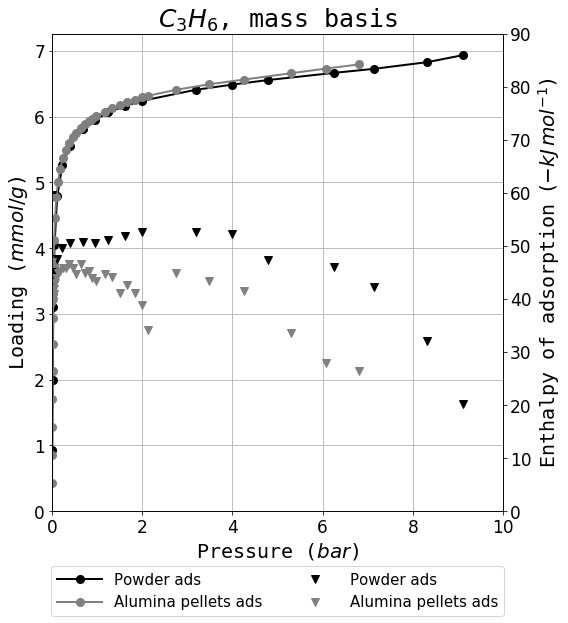 C₃H₆, mass basis
7
6
5
4
3
2
1
0
Loading (mmol/g)
90
80
70
60
50
40
30
20
10
0
Enthalpy of adsorption (−kJ mol⁻¹)
0 2 4 6 8 10
Pressure (bar)
Powder ads Powder ads
Alumina pellets ads Alumina pellets ads